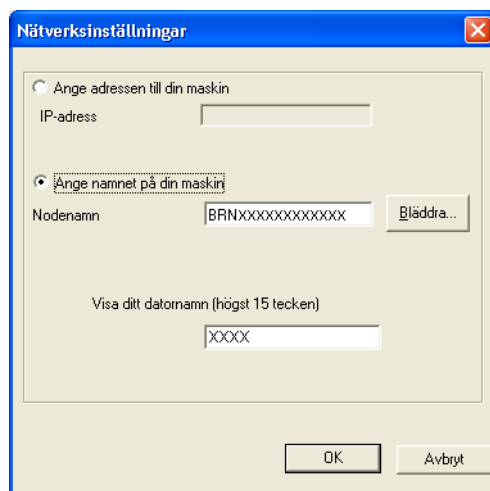 Nätverksinställningar
Ange adressen till din maskin
IP-adress
Ange namnet på din maskin
Nodenamn
BRNXXXXXXXXXXXX
Bläddra...
Visa ditt datornamn (högst 15 tecken)
XXXX
OK
Avbryt